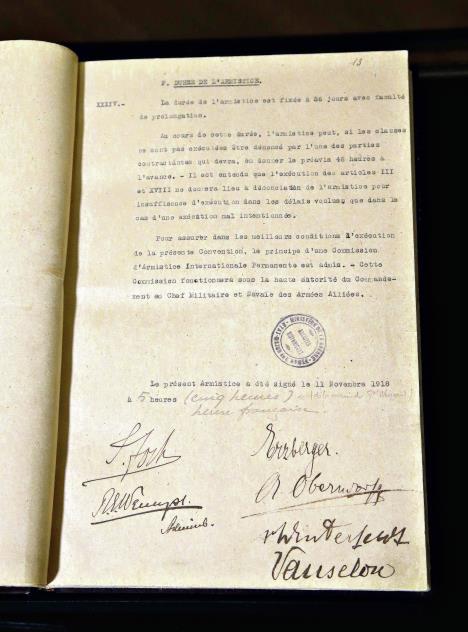 13
F. DUREE DE L'ARMISTICE.
XXXIV.- La durée de l'armistice est fixée à 36 jours avec faculté
de prolongation.
Au cours de cette durée, l'armistice peut, si les clauses
ne sont pas exécutées être dénoncé par l'une des parties
contractantes qui devra en donner le préavis 48 heures à
l'avance. - Il est entendu que l'exécution des articles III
et XVIII ne donnera lieu à dénonciation de l'armistice pour
insuffisance d'exécution dans les délais voulus, que dans le
cas d'une exécution mal intentionnée.
Pour assurer dans les meilleures conditions l'exécution
de la présente Convention, le principe d'une Commission
d'Armistice Internationale Permanente est admis. - Cette
Commission fonctionnera sous la haute autorité du Commande-
ment en Chef Militaire et Navale des Armées Alliées.
Le présent Armistice a été signé le 11 Novembre 1918
à 5 heures (cinq heures)
heure française
F. Foch
Erzberger.
R.E. Wemyss.
A. Oberndorff
Admiral.
v Winterfeldt
Vanselow